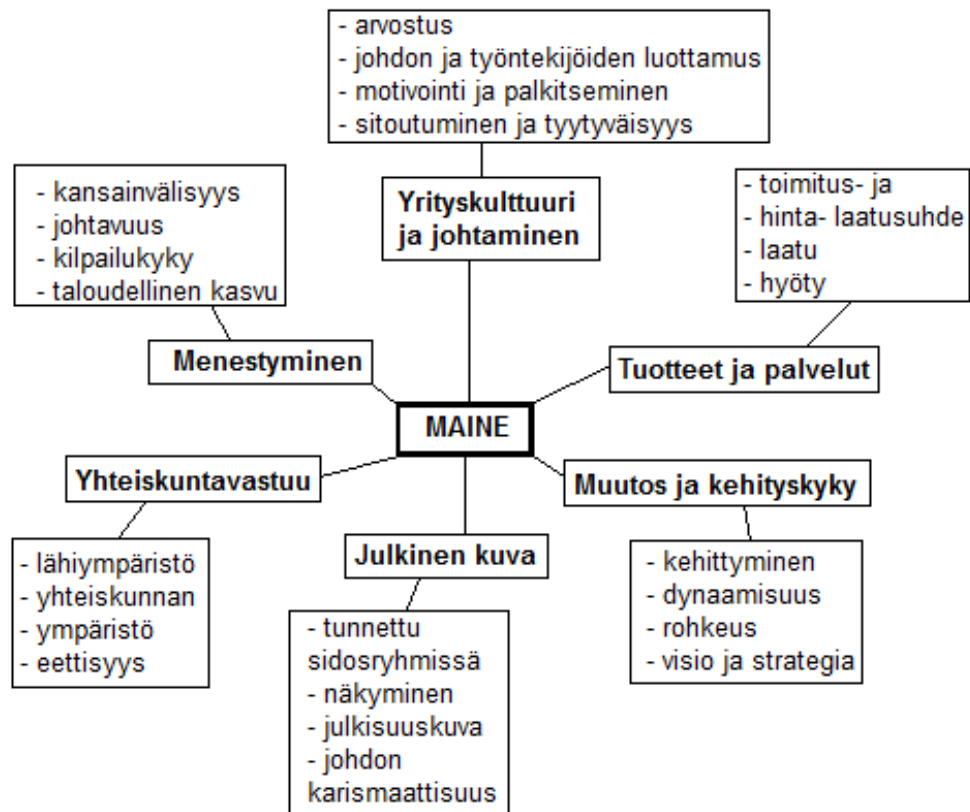 - arvostus
- johdon ja työntekijöiden luottamus
- motivointi ja palkitseminen
- sitoutuminen ja tyytyväisyys
Yrityskulttuuri
ja johtaminen
- kansainvälisyys
- johtavuus
- kilpailukyky
- taloudellinen kasvu
Menestyminen
- toimitus- ja
- hinta- laatusuhde
- laatu
- hyöty
Tuotteet ja palvelut
MAINE
Yhteiskuntavastuu
- lähiympäristö
- yhteiskunnan
- ympäristö
- eettisyys
Julkinen kuva
- tunnettu
sidosryhmissä
- näkyminen
- julkisuuskuva
- johdon
karismaattisuus
Muutos ja kehityskyky
- kehittyminen
- dynaamisuus
- rohkeus
- visio ja strategia